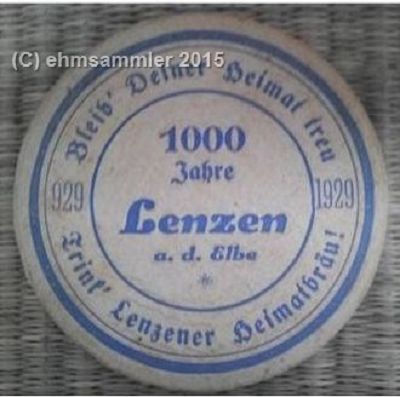 (C) ehmsammler 2015
Bleib' Deiner Heimat treu
929
1000
Jahre
Lenzen
a. d. Elbe
*
1929
Trink' Lenzener Heimatbräu!